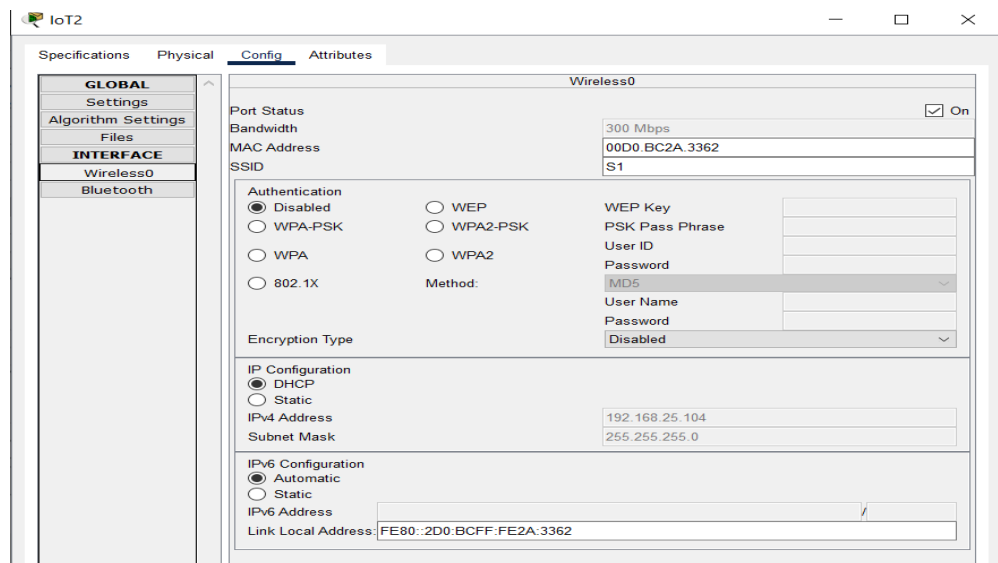 IoT2
Specifications Physical Config Attributes
GLOBAL
Settings
Algorithm Settings
Files
INTERFACE
Wireless0
Bluetooth
Wireless0
Port Status On
Bandwidth 300 Mbps
MAC Address 00D0.BC2A.3362
SSID S1
Authentication
Disabled WEP WEP Key
WPA-PSK WPA2-PSK PSK Pass Phrase
User ID
WPA WPA2
Password
802.1X Method: MD5
User Name
Password
Encryption Type Disabled
IP Configuration
DHCP
Static
IPv4 Address 192.168.25.104
Subnet Mask 255.255.255.0
IPv6 Configuration
Automatic
Static
IPv6 Address /
Link Local Address: FE80::2D0:BCFF:FE2A:3362